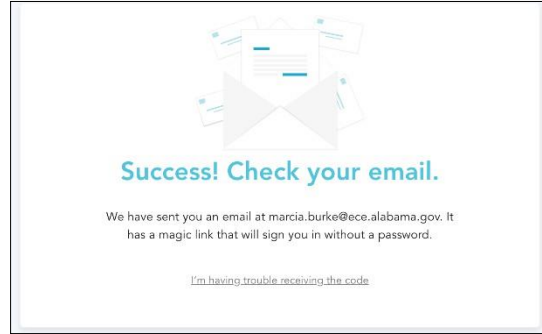 Success! Check your email.
We have sent you an email at marcia.burke@ece.alabama.gov. It
has a magic link that will sign you in without a password.
I'm having trouble receiving the code